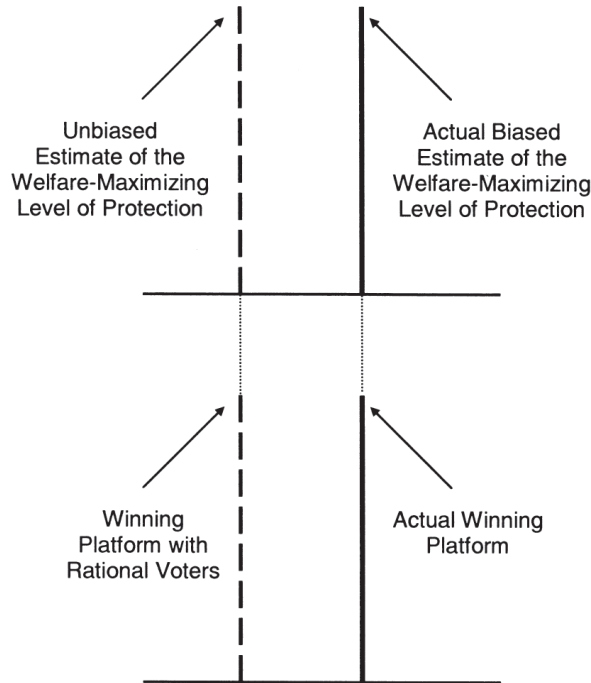 Unbiased
Estimate of the
Welfare-Maximizing
Level of Protection
Actual Biased
Estimate of the
Welfare-Maximizing
Level of Protection
Winning
Platform with
Rational Voters
Actual Winning
Platform